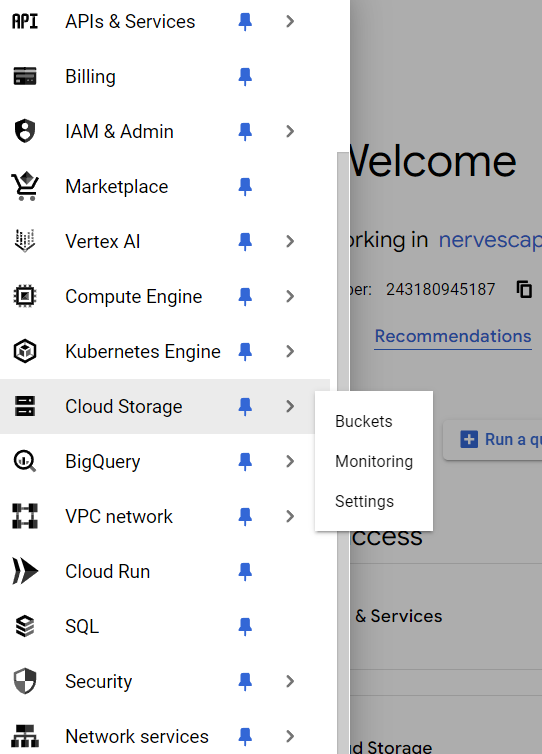 API APIs & Services
Billing
IAM & Admin
Marketplace
Vertex AI
Compute Engine
Kubernetes Engine
Cloud Storage
BigQuery
VPC network
Cloud Run
SQL
Security
Network services
Buckets
Monitoring
Settings
Welcome
orking in nervescap
ber: 243180945187
Recommendations
Run a qu
ccess
& Services
d Storage